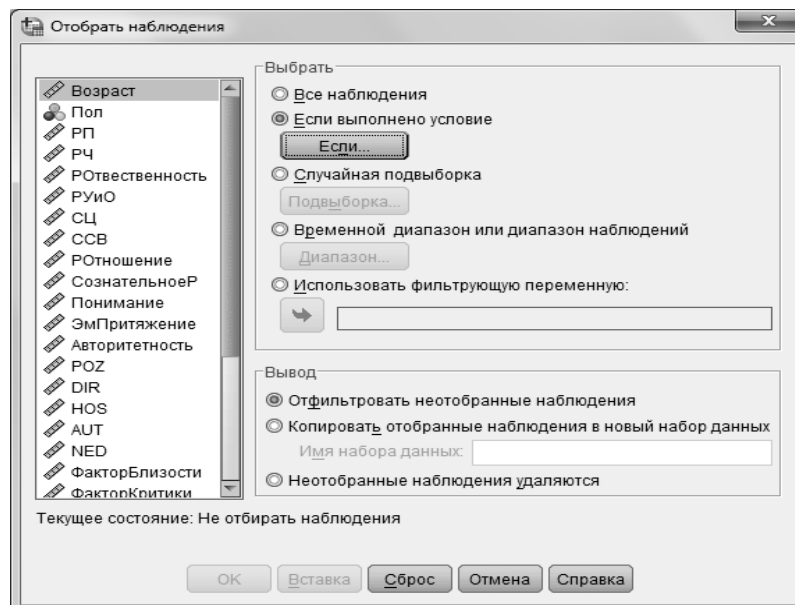 Отобрать наблюдения
Возраст
Пол
РП
РЧ
РОтвественность
РУиО
СЦ
ССВ
РОтношение
СознательноеР
Понимание
ЭмПритяжение
Авторитетность
POZ
DIR
HOS
AUT
NED
ФакторБлизости
ФакторКритики
Выбрать
Все наблюдения
Если выполнено условие
Если...
Случайная подвыборка
Подвыборка...
Временной диапазон или диапазон наблюдений
Диапазон...
Использовать фильтрующую переменную:
Вывод
Отфильтровать неотобранные наблюдения
Копировать отобранные наблюдения в новый набор данных
Имя набора данных:
Неотобранные наблюдения удаляются
Текущее состояние: Не отбирать наблюдения
OK Вставка Сброс Отмена Справка